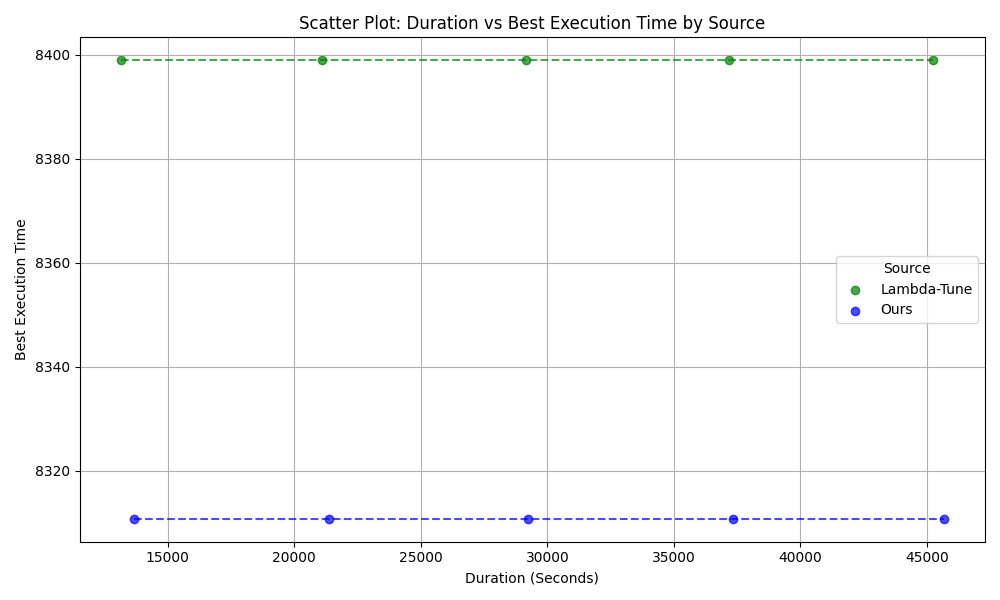 Scatter Plot: Duration vs Best Execution Time by Source
8400
8380
8360
8340
8320
Best Execution Time
Source
Lambda-Tune
Ours
15000 20000 25000 30000 35000 40000 45000
Duration (Seconds)